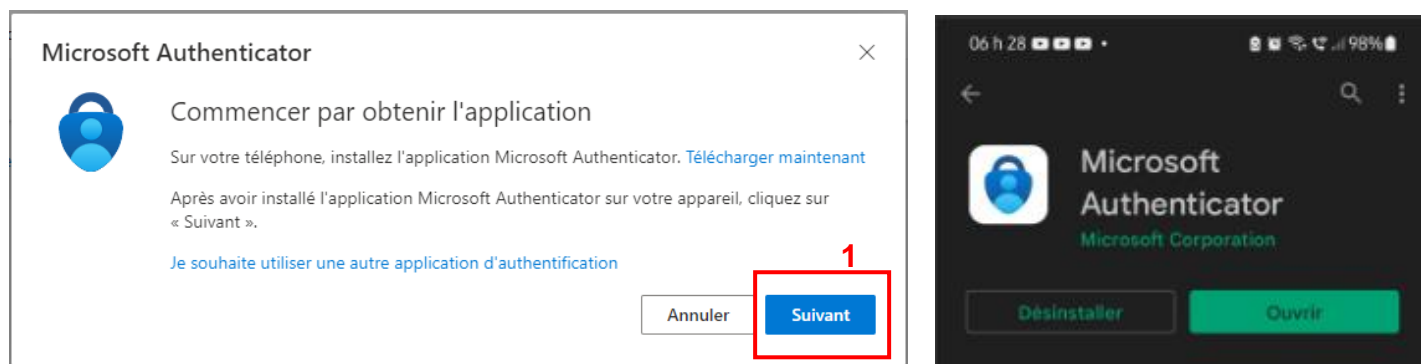 Microsoft Authenticator
Commencer par obtenir l'application
Sur votre téléphone, installez l'application Microsoft Authenticator. Télécharger maintenant
Après avoir installé l'application Microsoft Authenticator sur votre appareil, cliquez sur
« Suivant ».
Je souhaite utiliser une autre application d'authentification
1
Annuler
Suivant
06 h 28
98%
Microsoft
Authenticator
Microsoft Corporation
Désinstaller
Ouvrir